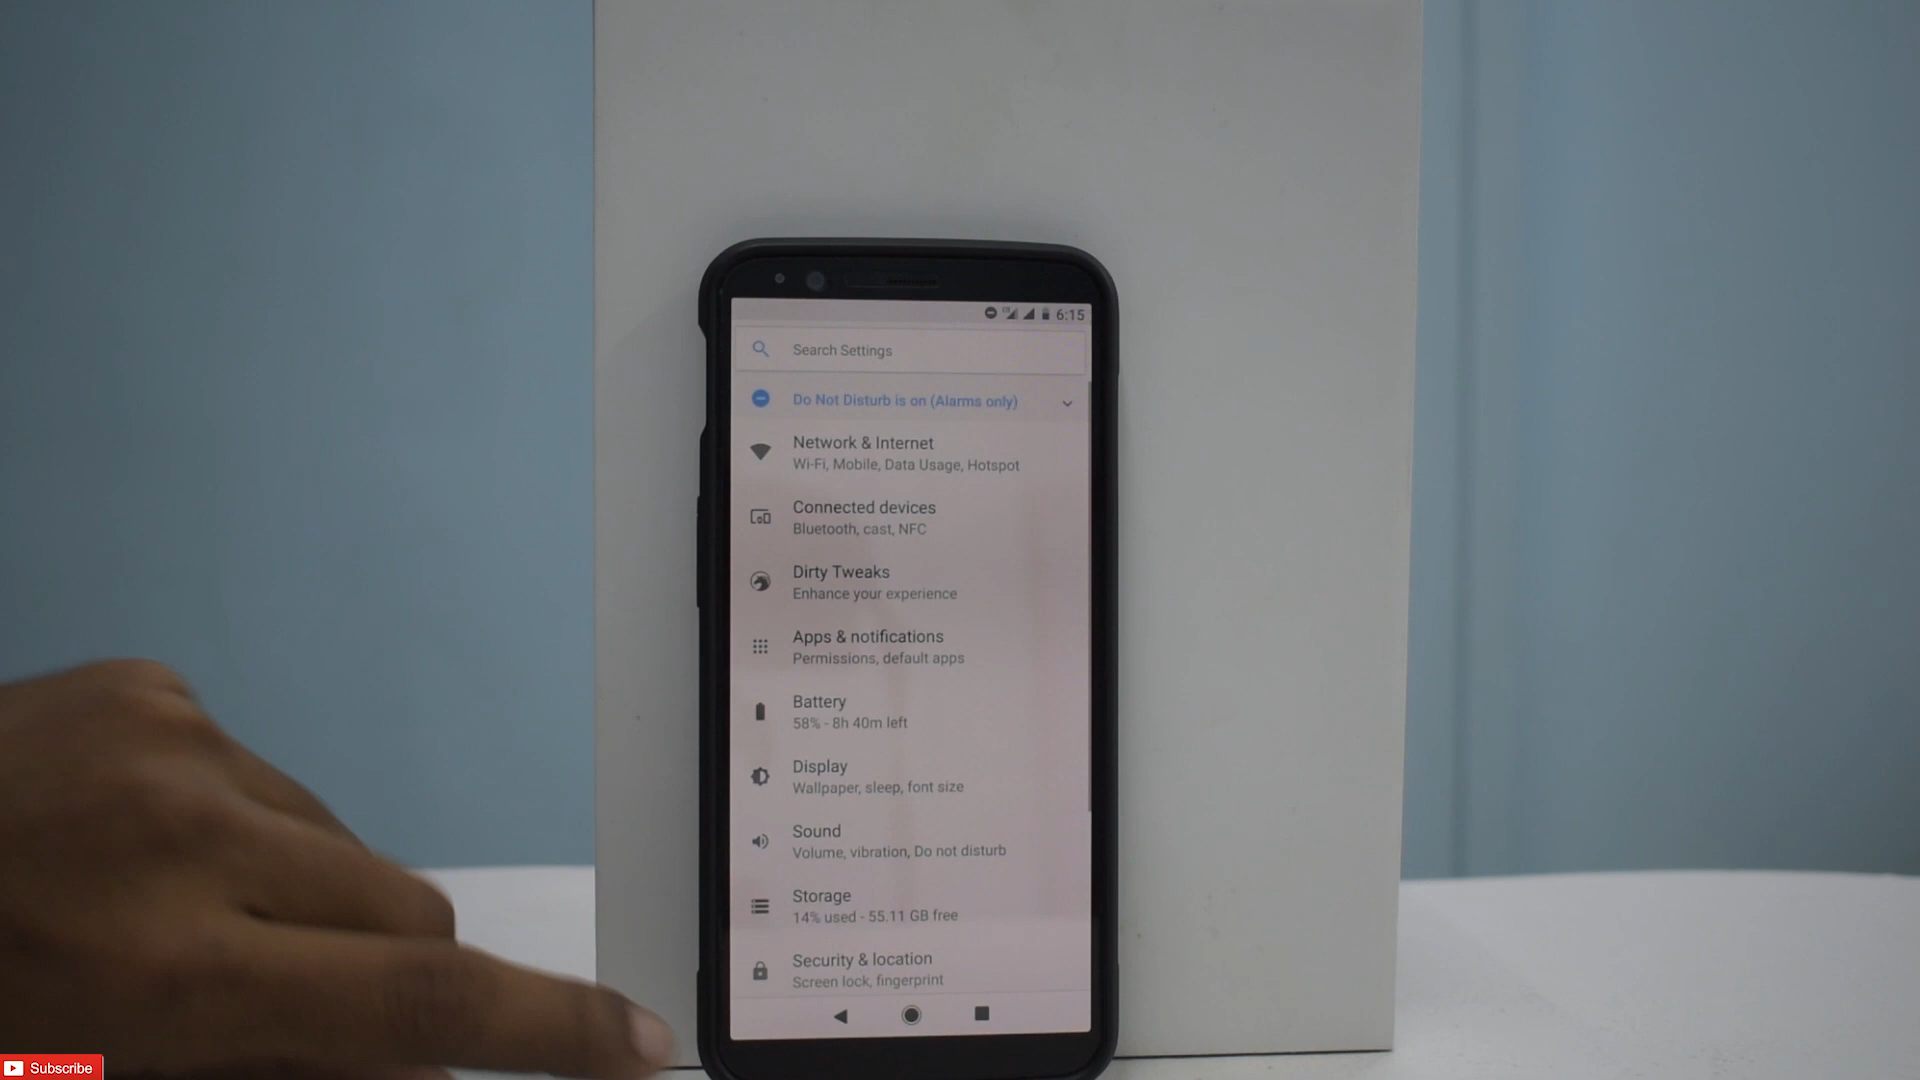 6:15
Search Settings
Do Not Disturb is on (Alarms only)
Network & Internet
Wi-Fi, Mobile, Data Usage, Hotspot
Connected devices
Bluetooth, cast, NFC
Dirty Tweaks
Enhance your experience
Apps & notifications
Permissions, default apps
Battery
58% - 8h 40m left
Display
Wallpaper, sleep, font size
Sound
Volume, vibration, Do not disturb
Storage
14% used - 55.11 GB free
Security & location
Screen lock, fingerprint
Subscribe